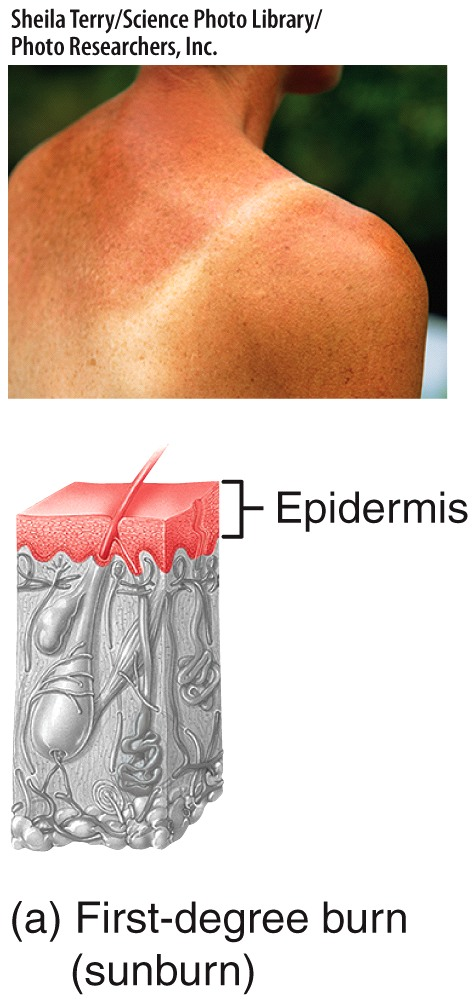 Sheila Terry/Science Photo Library/
Photo Researchers, Inc.
Epidermis
(a) First-degree burn
(sunburn)